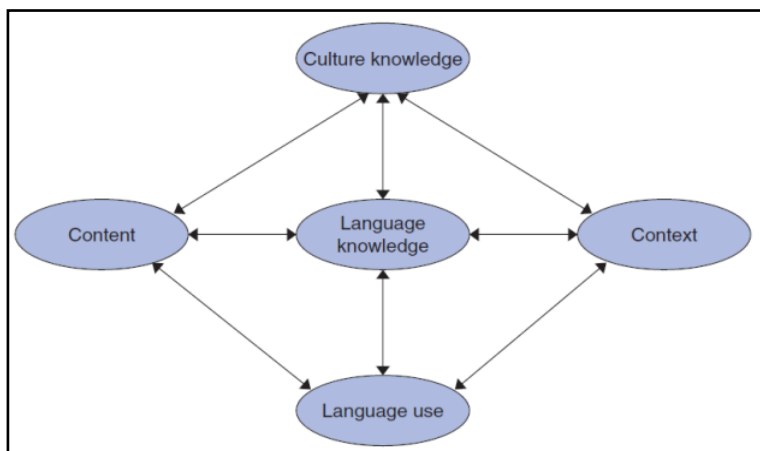 Culture knowledge
Content
Language
knowledge
Context
Language use